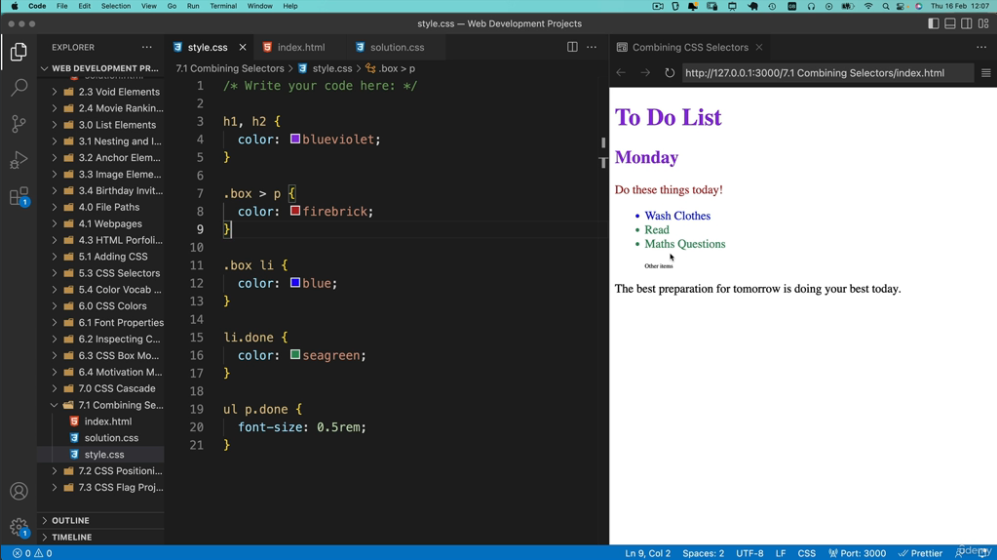 Code File Edit Selection View Go Run Terminal Window Help Thu 16 Feb 12:07
style.css — Web Development Projects
EXPLORER
WEB DEVELOPMENT PR...
2.3 Void Elements
2.4 Movie Rankin...
3.0 List Elements
3.1 Nesting and I...
3.2 Anchor Elem...
3.3 Image Eleme...
3.4 Birthday Invit...
4.0 File Paths
4.1 Webpages
4.3 HTML Porfoli...
5.1 Adding CSS
5.3 CSS Selectors
5.4 Color Vocab ...
6.0 CSS Colors
6.1 Font Properties
6.2 Inspecting C...
6.3 CSS Box Mo...
6.4 Motivation M...
7.0 CSS Cascade
7.1 Combining Se...
index.html
solution.css
style.css
7.2 CSS Positioni...
7.3 CSS Flag Proj...
OUTLINE
TIMELINE
style.css index.html solution.css
7.1 Combining Selectors > style.css > .box > p
1 /* Write your code here: */
2
3 h1, h2 {
4 color: blueviolet;
5 }
6
7 .box > p {
8 color: firebrick;
9 }
10
11 .box li {
12 color: blue;
13 }
14
15 li.done {
16 color: seagreen;
17 }
18
19 ul p.done {
20 font-size: 0.5rem;
21 }
Combining CSS Selectors
http://127.0.0.1:3000/7.1 Combining Selectors/index.html
To Do List
Monday
Do these things today!
Wash Clothes
Read
Maths Questions
Other items
The best preparation for tomorrow is doing your best today.
0 0 Ln 9, Col 2 Spaces: 2 UTF-8 LF CSS Port: 3000 Prettier
udemy